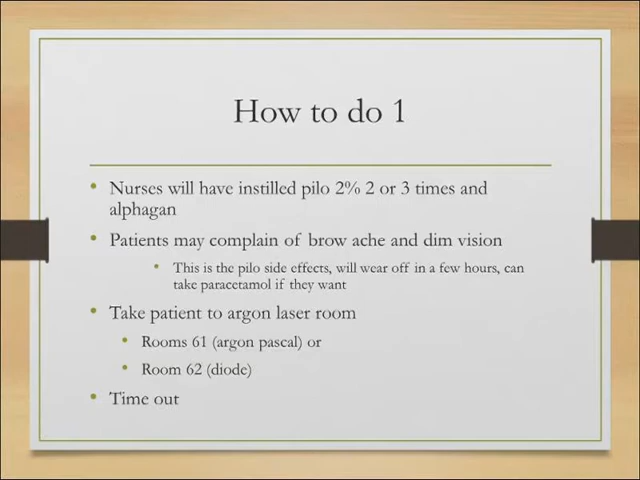 How to do 1
• Nurses will have instilled pilo 2% 2 or 3 times and
alphagan
• Patients may complain of brow ache and dim vision
• This is the pilo side effects, will wear off in a few hours, can
take paracetamol if they want
• Take patient to argon laser room
• Rooms 61 (argon pascal) or
• Room 62 (diode)
• Time out